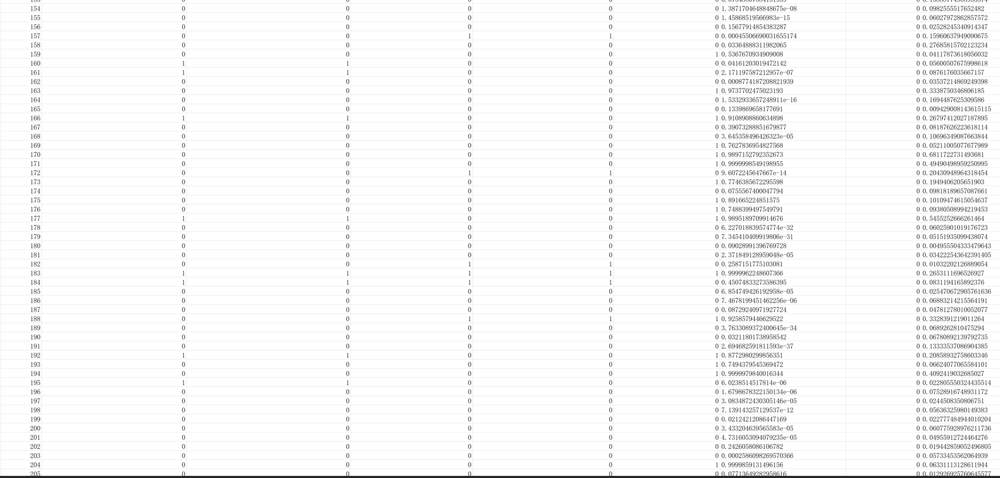 154 0 0 0 0 0 1.3871704648848675e-08 0 0.0982555517652482
155 0 0 0 0 0 1.45868519566983e-15 0 0.06027972862857572
156 0 0 0 0 0 0.15677914854383287 0 0.02528245340914347
157 0 0 1 1 0 0.00045506690031655174 0 0.15960637949090675
158 0 0 0 0 0 0.03364888311982065 0 0.27685815702123234
159 0 0 0 0 1 0.5367670934909008 0 0.04117873618056032
160 1 1 0 0 0 0.04161203019472142 0 0.05600507675998618
161 1 1 0 0 0 2.171197587212957e-07 0 0.0876176035667157
162 0 0 0 0 0 0.0008774187208821939 0 0.03537214869249398
163 0 0 0 0 1 0.9737702475023193 0 0.3338750346806185
164 0 0 0 0 0 1.5332933657248911e-16 0 0.1694487625309586
165 0 0 0 0 0 0.1339869658177691 0 0.009429008143615115
166 1 1 0 0 1 0.9108908860634898 0 0.26797412027187895
167 0 0 0 0 0 0.39073288851679877 0 0.08187626223618114
168 0 0 0 0 0 3.645358496426323e-05 0 0.10696349087663844
169 0 0 0 0 1 0.7627836954827568 0 0.05211005077677989
170 0 0 0 0 1 0.9897152792352673 0 0.6811722731493681
171 0 0 0 0 1 0.9999998549198955 0 0.49490498959250995
172 0 0 1 1 0 9.6072245647667e-14 0 0.20430948964318454
173 0 0 0 0 1 0.7746385672295598 0 0.1949406205651903
174 0 0 0 0 0 0.0755567400047794 0 0.09818189657087661
175 0 0 0 0 1 0.891665224851575 0 0.10109474615054637
176 0 0 0 0 1 0.7488399497549791 0 0.09380508994219453
177 1 1 0 0 1 0.9895189709914676 0 0.5455252666261464
178 0 0 0 0 0 6.227018839574774e-32 0 0.06025901019176723
179 0 0 0 0 0 7.345410409919806e-31 0 0.05151935099438074
180 0 0 0 0 0 0.09028991396769728 0 0.004955504333479643
181 0 0 0 0 0 2.371849128959048e-05 0 0.034222543642391405
182 0 0 1 1 0 0.2587151775103081 0 0.01032202126889054
183 1 1 1 1 1 0.9999962248607366 0 0.2653111696526927
184 1 1 1 1 0 0.45074833273586395 0 0.0831194165892376
185 0 0 0 0 0 6.854749426192958e-05 0 0.025470672905761636
186 0 0 0 0 0 7.4678199451462256e-06 0 0.06883214215564191
187 0 0 0 0 0 0.08729240971927724 0 0.04781278010052077
188 0 0 1 1 1 0.9258579446629522 0 0.3328391219011264
189 0 0 0 0 0 3.7633089372400645e-34 0 0.0689262810475294
190 0 0 0 0 0 0.03211801738958542 0 0.06780892139792735
191 0 0 0 0 0 2.694682591811593e-37 0 0.13333537086904385
192 1 1 0 0 1 0.8772980299856351 0 0.20858932758603346
193 0 0 0 0 1 0.7494379545369472 0 0.06624077065584101
194 0 0 0 0 1 0.9999979840016344 0 0.4092419032685027
195 1 1 0 0 0 6.0238514517814e-06 0 0.022805550324435514
196 0 0 0 0 0 1.6798678322150134e-06 0 0.07528916748931172
197 0 0 0 0 0 3.0834872430305146e-05 0 0.0244508350806751
198 0 0 0 0 0 7.139143257129537e-12 0 0.05636325980149383
199 0 0 0 0 0 0.02124212086447169 0 0.022777484944010204
200 0 0 0 0 0 3.433204639565583e-05 0 0.060775928976211736
201 0 0 0 0 0 4.7316053094079235e-05 0 0.04955912724464276
202 0 0 0 0 0 0.2426058086106782 0 0.019442859052496805
203 0 0 0 0 0 0.0002586098269570366 0 0.05733453562064939
204 0 0 0 0 1 0.9999859131496156 0 0.06331113128611944
205 0 0 0 0 0 0.07713649282958616 0 0.012926925760645577